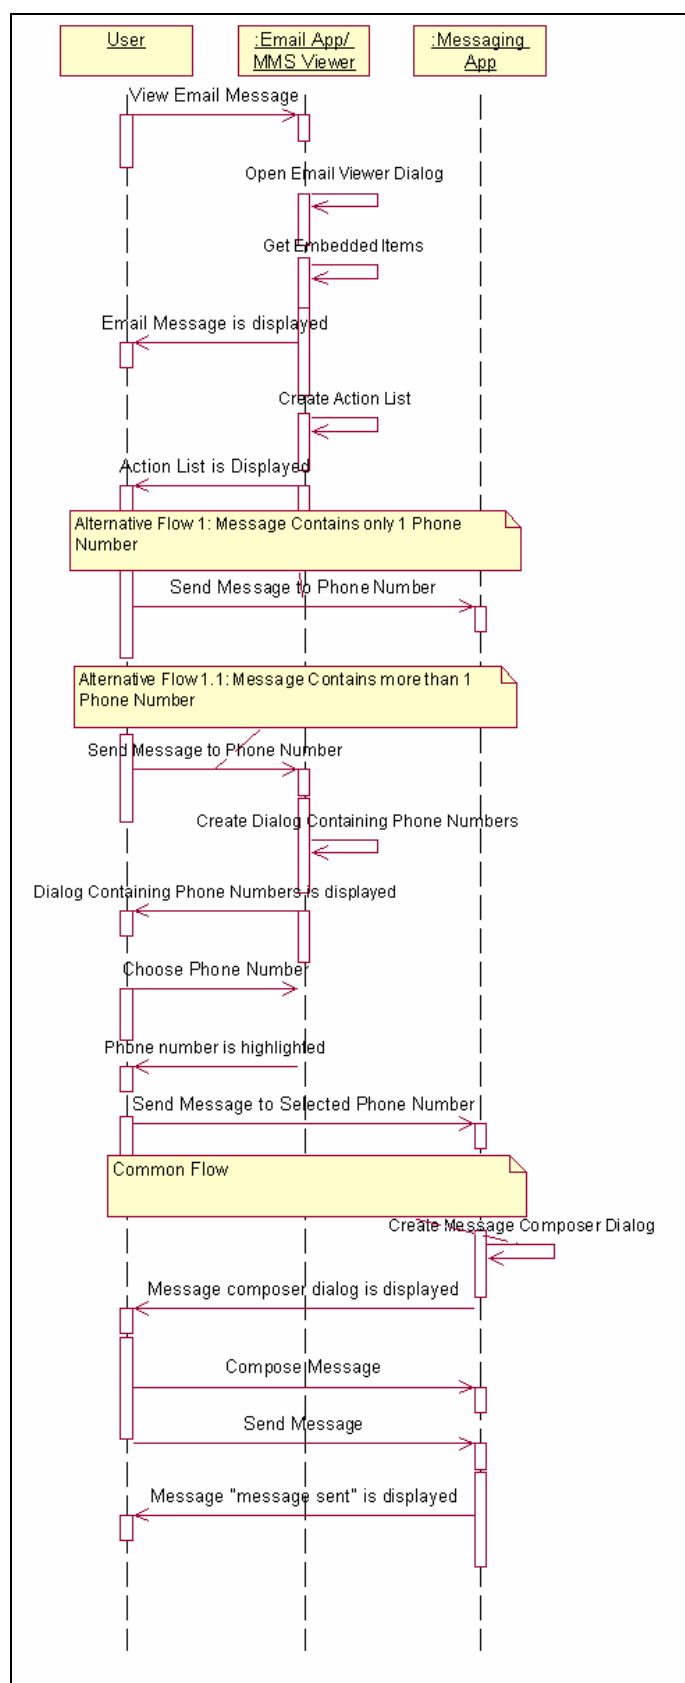 User
:Email App/
MMS Viewer
:Messaging
App
View Email Message
Open Email Viewer Dialog
Get Embedded Items
Email Message is displayed
Create Action List
Action List is Displayed
Alternative Flow 1: Message Contains only 1 Phone
Number
Send Message to Phone Number
Alternative Flow 1.1: Message Contains more than 1
Phone Number
Send Message to Phone Number
Create Dialog Containing Phone Numbers
Dialog Containing Phone Numbers is displayed
Choose Phone Number
Phone number is highlighted
Send Message to Selected Phone Number
Common Flow
Create Message Composer Dialog
Message composer dialog is displayed
Compose Message
Send Message
Message "message sent" is displayed